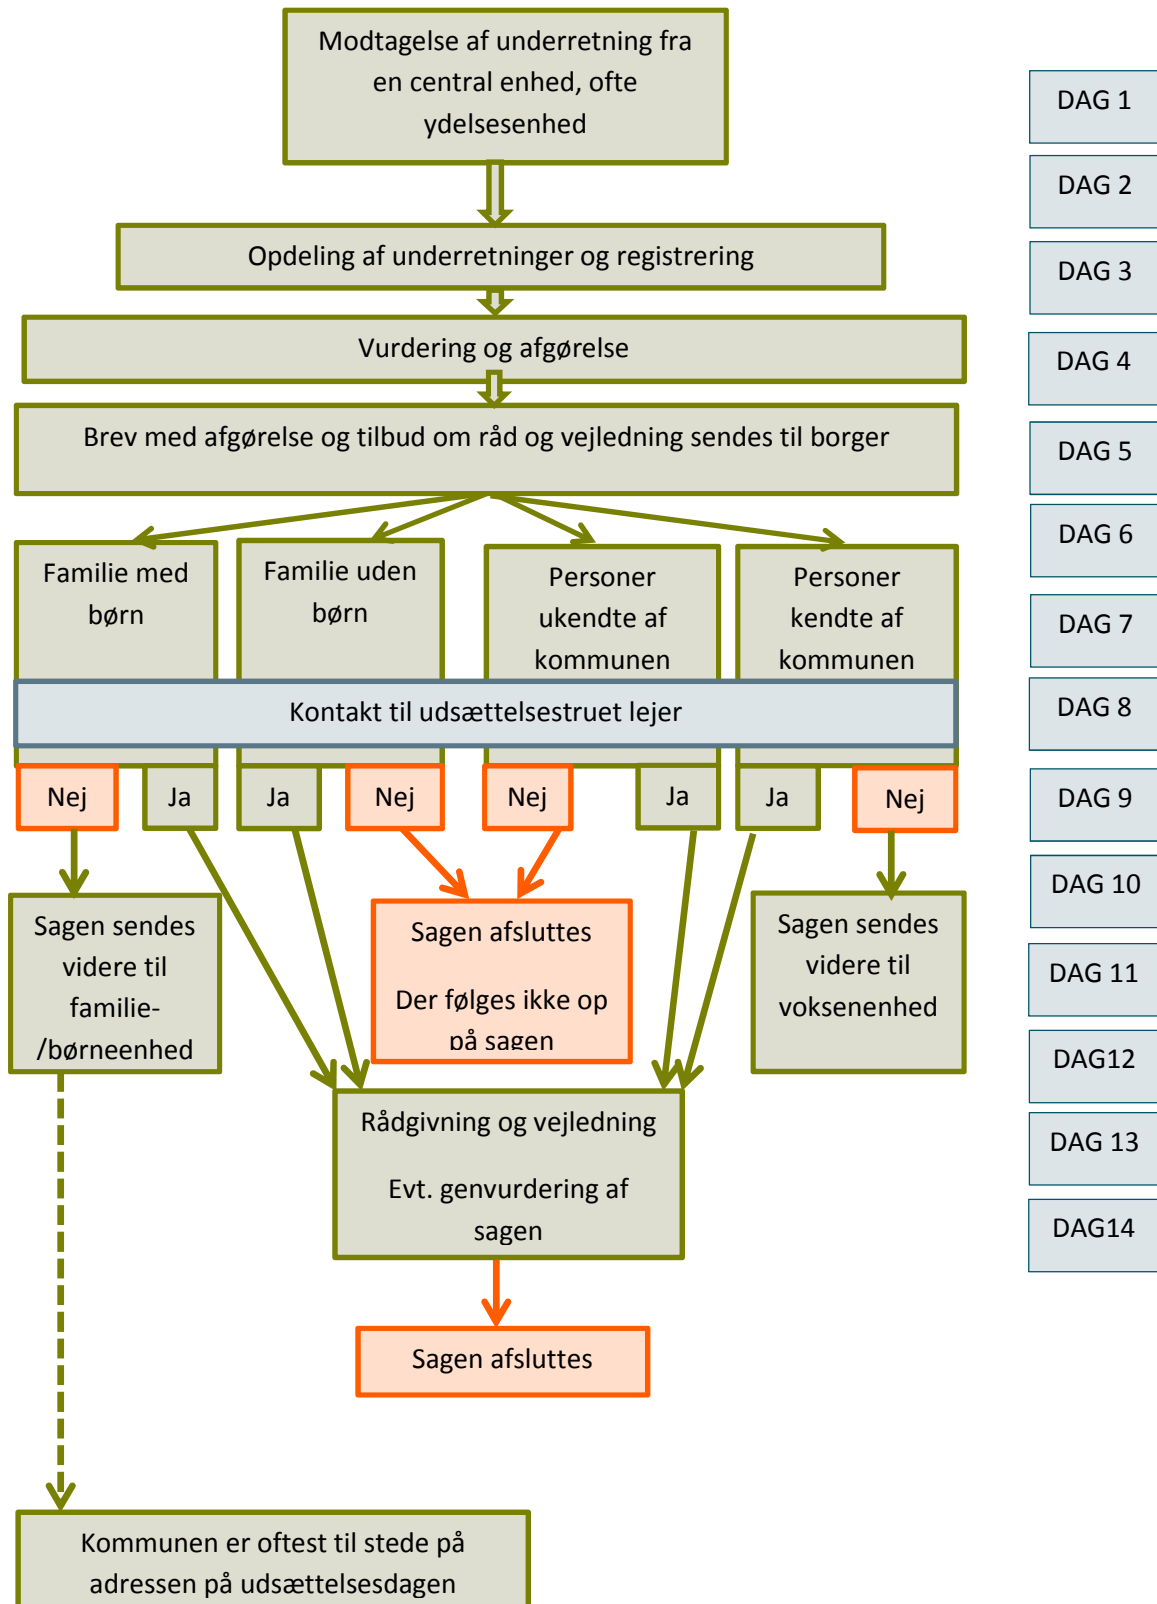 Modtagelse af underretning fra
en central enhed, ofte
ydelsesenhed
DAG 1
DAG 2
Opdeling af underretninger og registrering
DAG 3
Vurdering og afgørelse
DAG 4
Brev med afgørelse og tilbud om råd og vejledning sendes til borger
DAG 5
DAG 6
Familie med
børn
Familie uden
børn
Personer
ukendte af
kommunen
Personer
kendte af
kommunen
DAG 7
Kontakt til udsættelsestruet lejer
DAG 8
Nej
Ja
Ja
Nej
Nej
Ja
Ja
Nej
DAG 9
DAG 10
Sagen sendes
videre til
familie-
/børneenhed
Sagen afsluttes
Der følges ikke op
på sagen
Sagen sendes
videre til
voksenenhed
DAG 11
DAG12
Rådgivning og vejledning
Evt. genvurdering af
sagen
DAG 13
DAG14
Sagen afsluttes
Kommunen er oftest til stede på
adressen på udsættelsesdagen